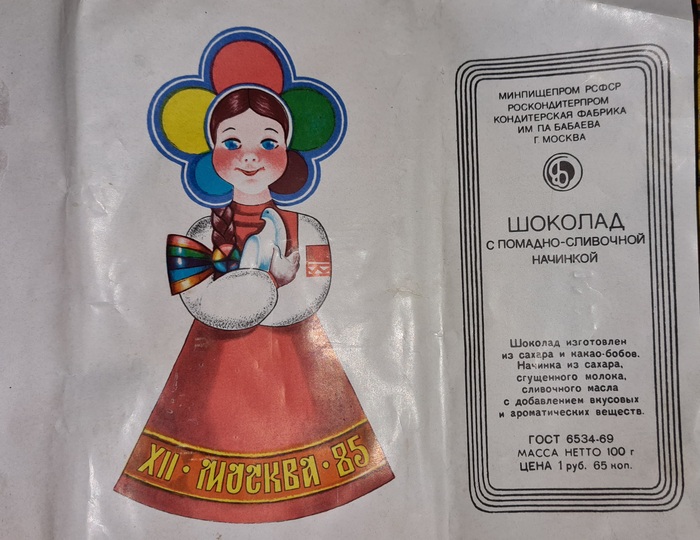 XII · МОСКВА · 85
МИНПИЩЕПРОМ РСФСР
РОСКОНДИТЕРПРОМ
КОНДИТЕРСКАЯ ФАБРИКА
ИМ ПА БАБАЕВА
Г МОСКВА
ШОКОЛАД
С ПОМАДНО-СЛИВОЧНОЙ
НАЧИНКОЙ
Шоколад изготовлен
из сахара и какао-бобов.
Начинка из сахара,
сгущенного молока,
сливочного масла
с добавлением вкусовых
и ароматических веществ.
ГОСТ 6534-69
МАССА НЕТТО 100 г
ЦЕНА 1 руб. 65 коп.